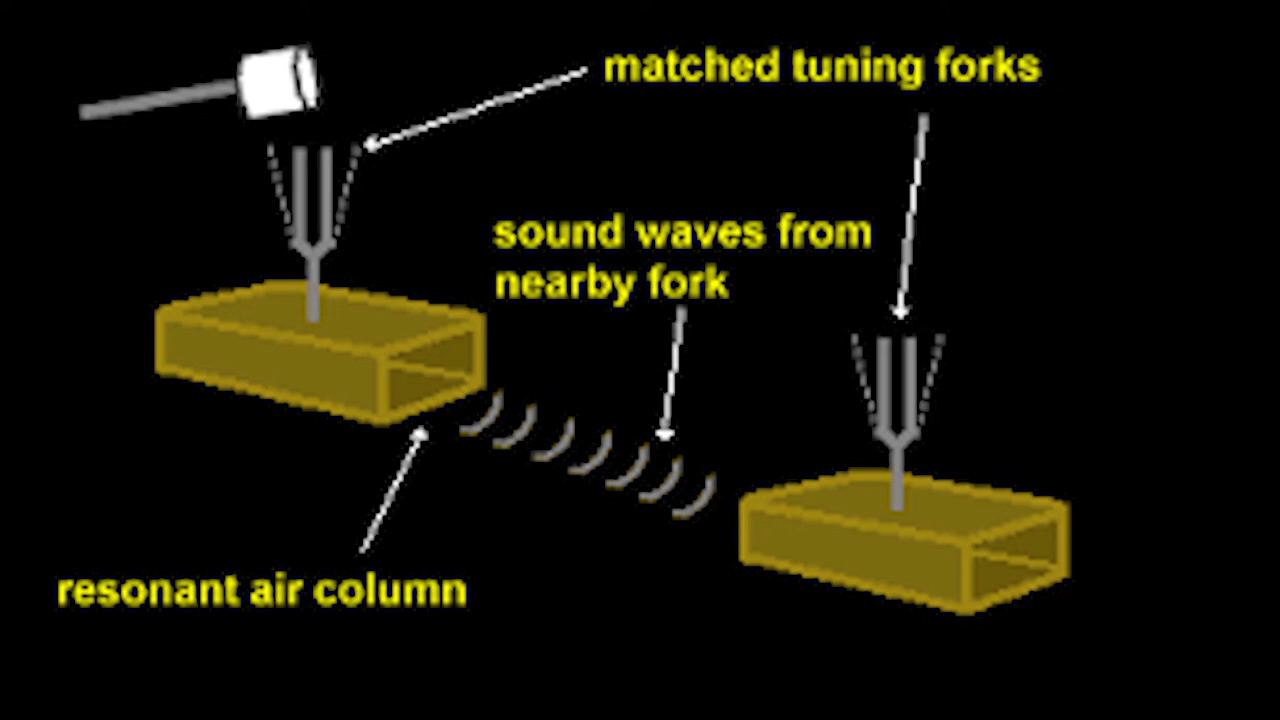 matched tuning forks
sound waves from
nearby fork
resonant air column